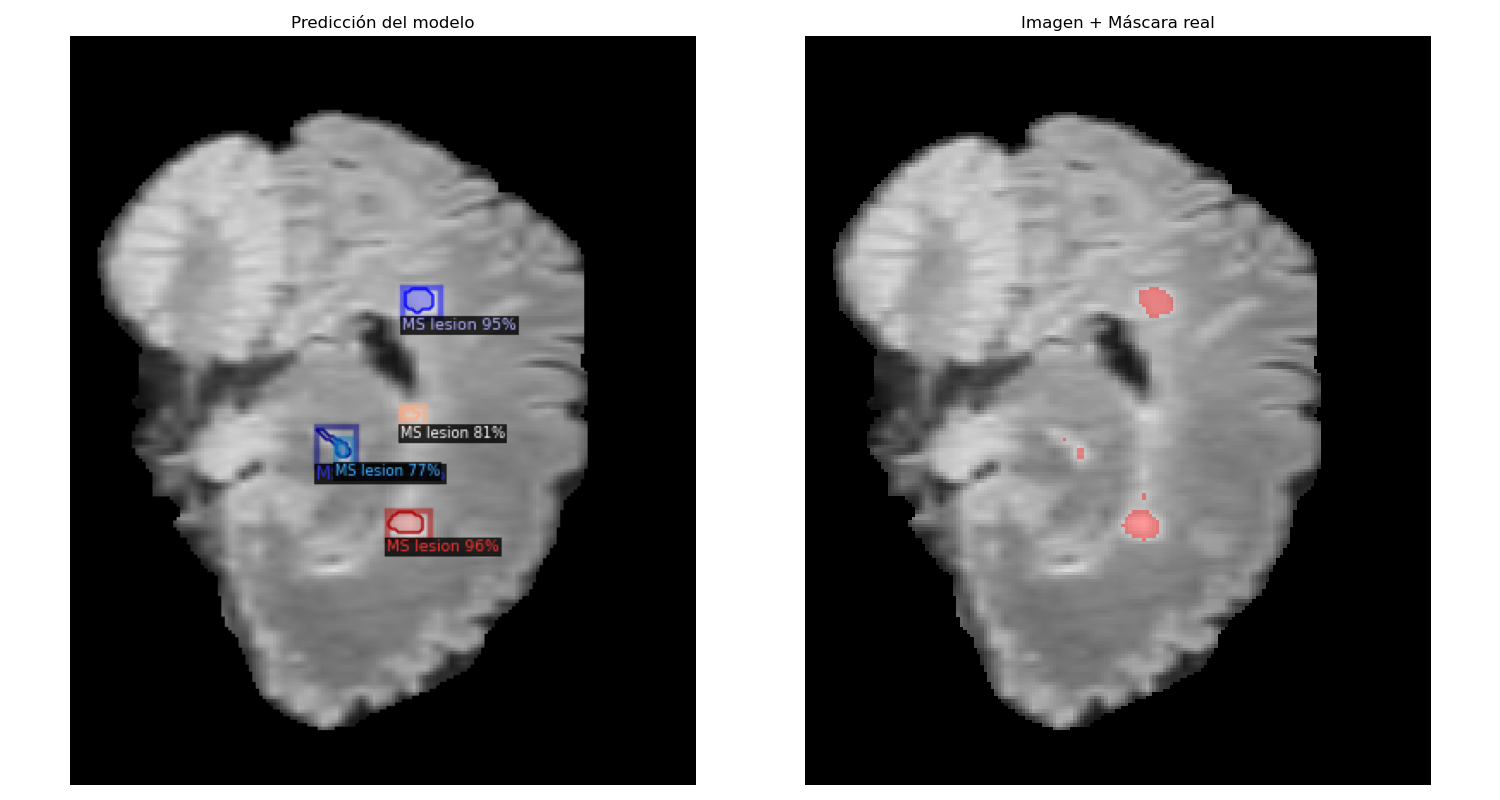 Predicción del modelo
Imagen + Máscara real
MS lesion 95%
MS lesion 81%
M
MS lesion 77%
MS lesion 96%